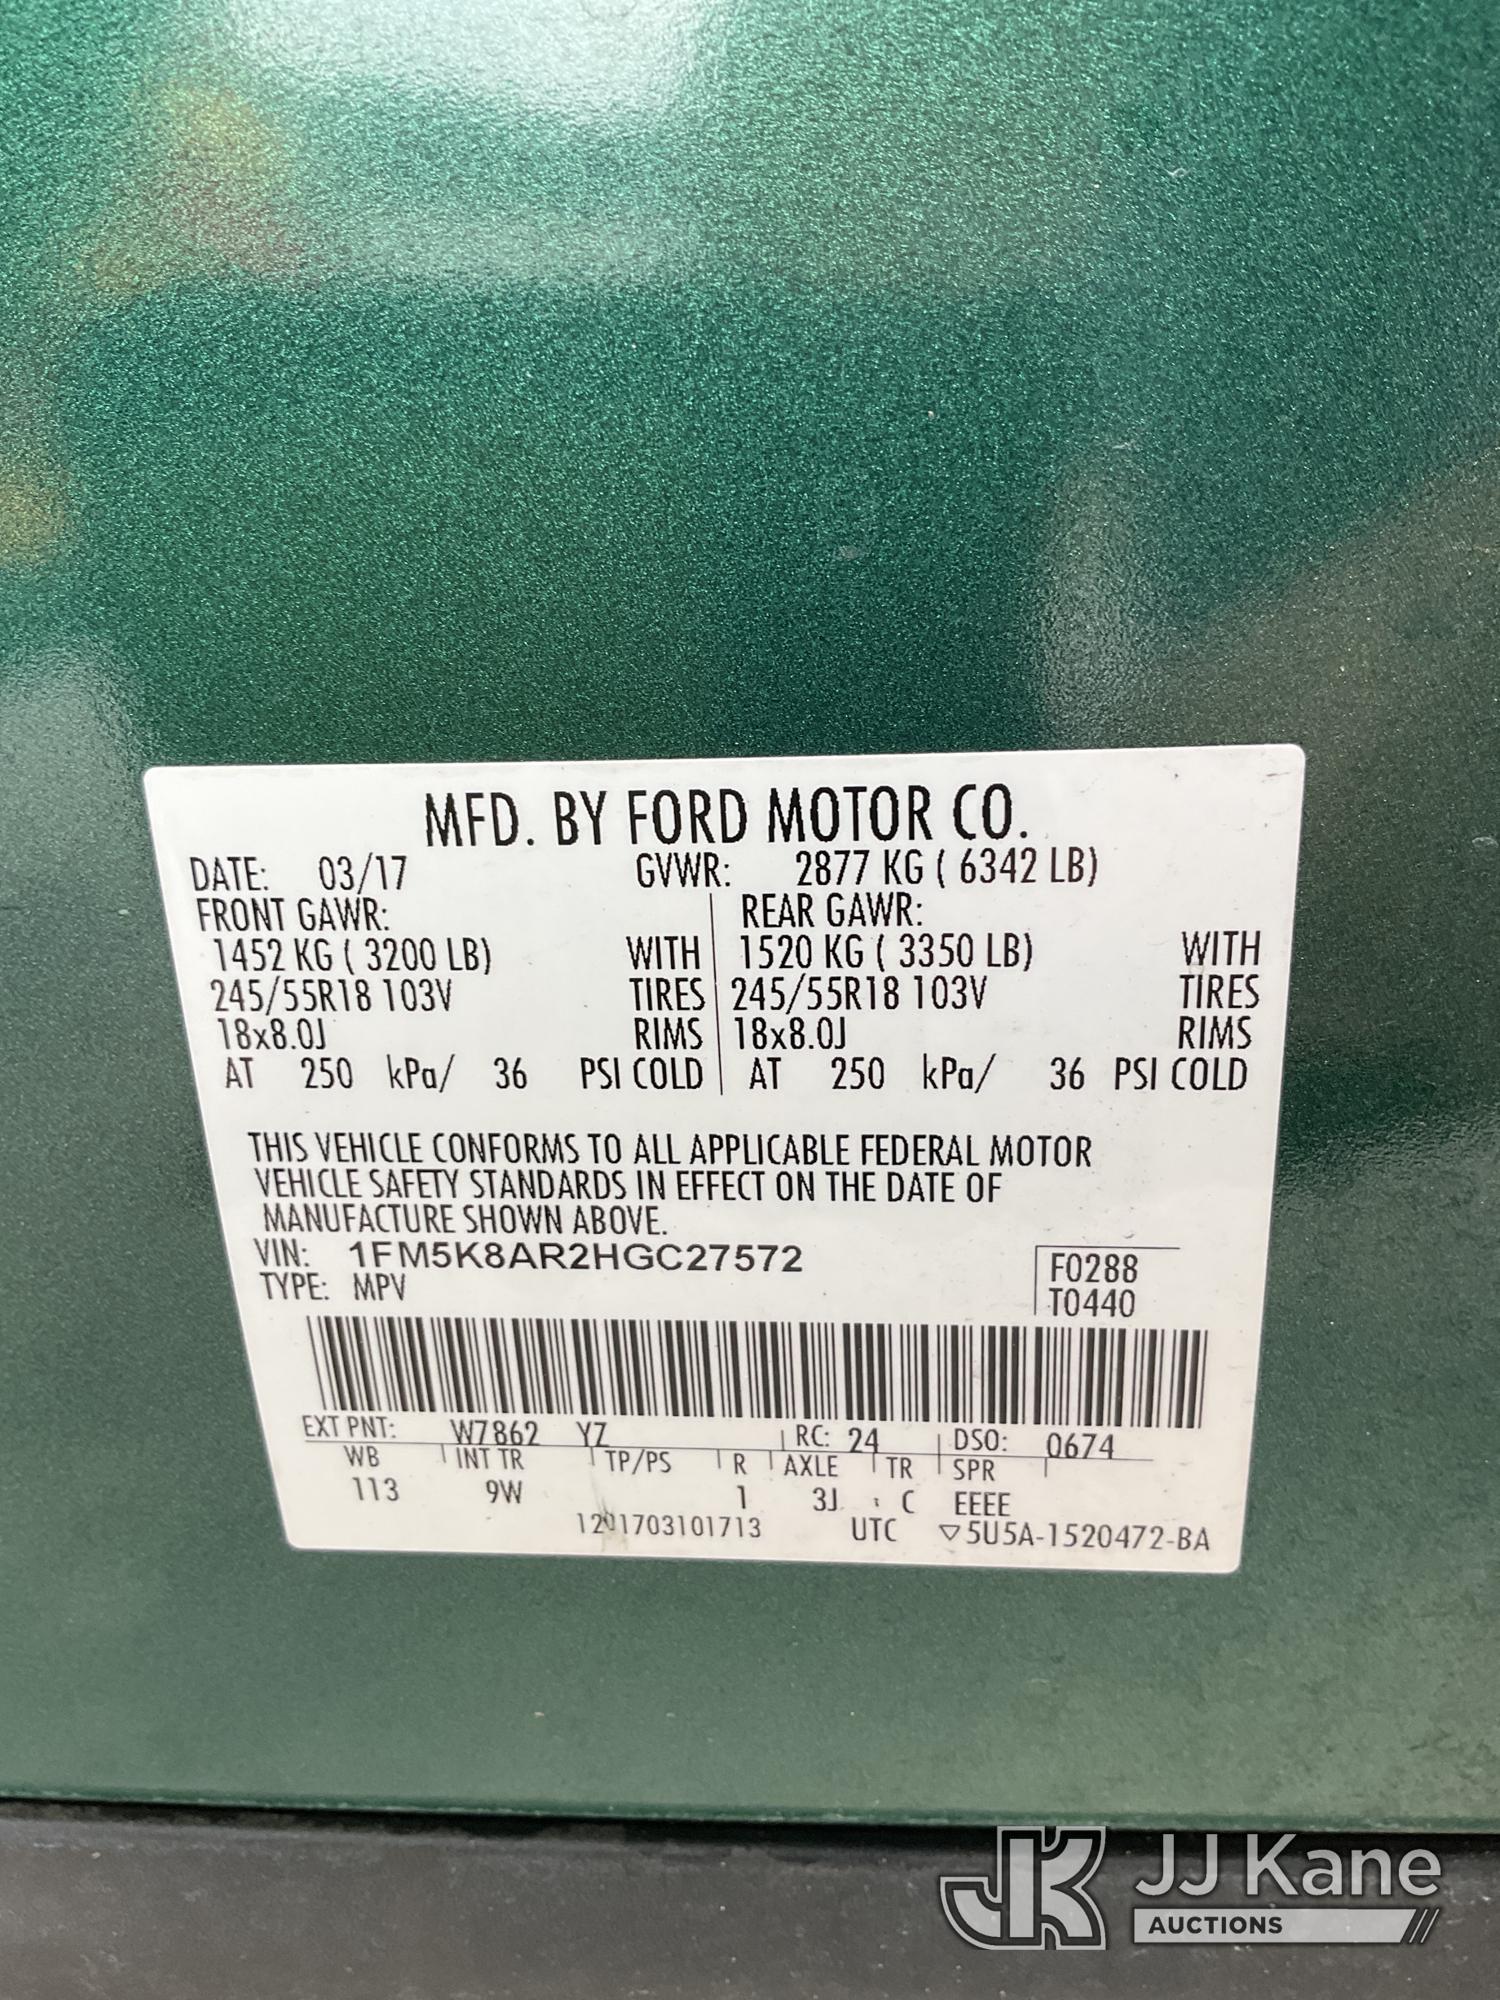 MFD. BY FORD MOTOR CO.
DATE: 03/17 GVWR: 2877 KG ( 6342 LB)
FRONT GAWR: REAR GAWR:
1452 KG ( 3200 LB) WITH 1520 KG ( 3350 LB) WITH
245/55R18 103V TIRES 245/55R18 103V TIRES
18x8.0J RIMS 18x8.0J RIMS
AT 250 kPa/ 36 PSI COLD AT 250 kPa/ 36 PSI COLD
THIS VEHICLE CONFORMS TO ALL APPLICABLE FEDERAL MOTOR
VEHICLE SAFETY STANDARDS IN EFFECT ON THE DATE OF
MANUFACTURE SHOWN ABOVE.
VIN: 1FM5K8AR2HGC27572 F0288
TYPE: MPV T0440
EXT PNT: W7862 YZ RC: 24 DSO: 0674
WB INT TR TP/PS R AXLE TR SPR
113 9W 1 3J C EEEE
1201703101713 UTC ▽5U5A-1520472-BA
JK JJ Kane
AUCTIONS